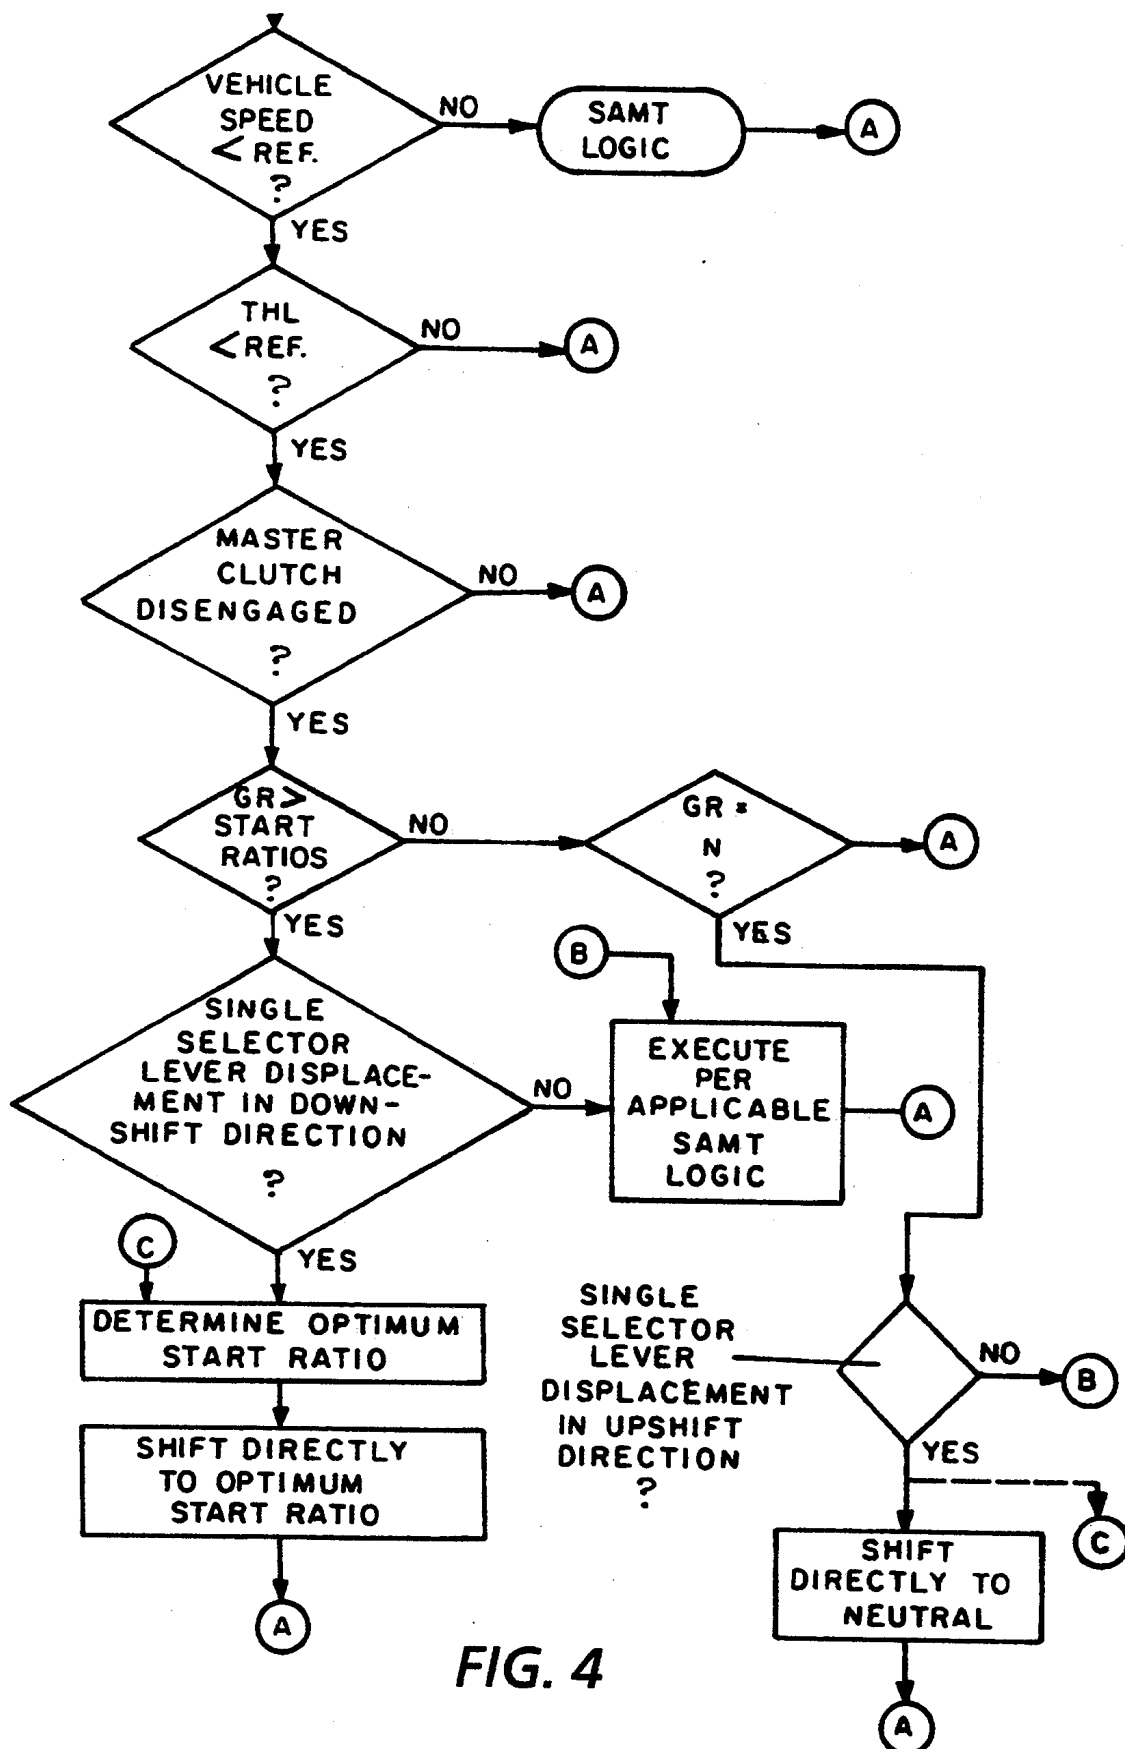 VEHICLE
SPEED
< REF.
?
NO
SAMT
LOGIC
A
YES
THL
< REF.
?
NO
A
YES
MASTER
CLUTCH
DISENGAGED
?
NO
A
YES
GR >
START
RATIOS
?
NO
GR =
N
?
A
YES
YES
B
SINGLE
SELECTOR
LEVER DISPLACE-
MENT IN DOWN-
SHIFT DIRECTION
?
NO
EXECUTE
PER
APPLICABLE
SAMT
LOGIC
A
YES
C
DETERMINE OPTIMUM
START RATIO
SHIFT DIRECTLY
TO OPTIMUM
START RATIO
A
SINGLE
SELECTOR
LEVER
DISPLACEMENT
IN UPSHIFT
DIRECTION
?
NO
B
YES
C
SHIFT
DIRECTLY TO
NEUTRAL
A
FIG. 4